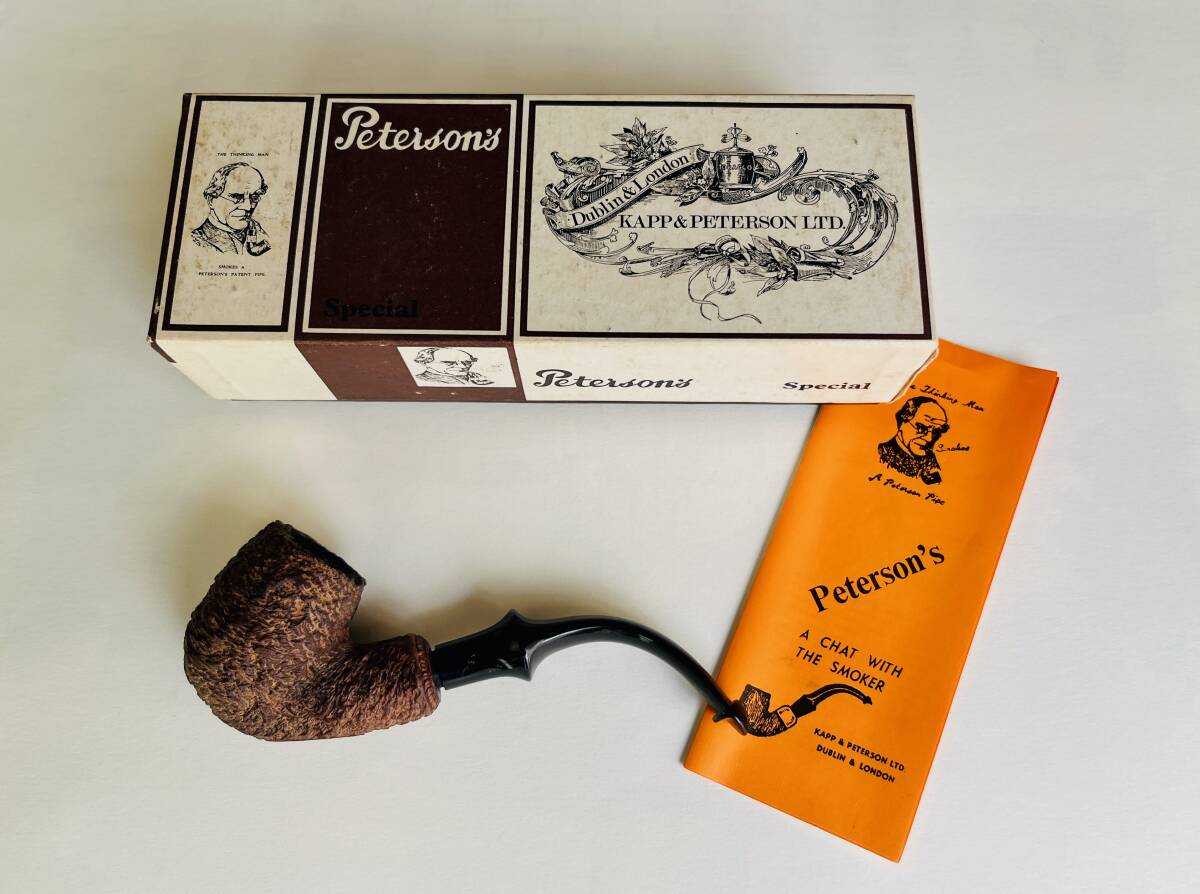 THE THINKING MAN
SMOKES A
PETERSON'S PATENT PIPE
Peterson's
Special
Dublin & London
KAPP & PETERSON LTD.
Peterson's
Special
Thinking Man
Smokes
A Peterson Pipe
Peterson's
A CHAT WITH
THE SMOKER
KAPP & PETERSON LTD
DUBLIN & LONDON